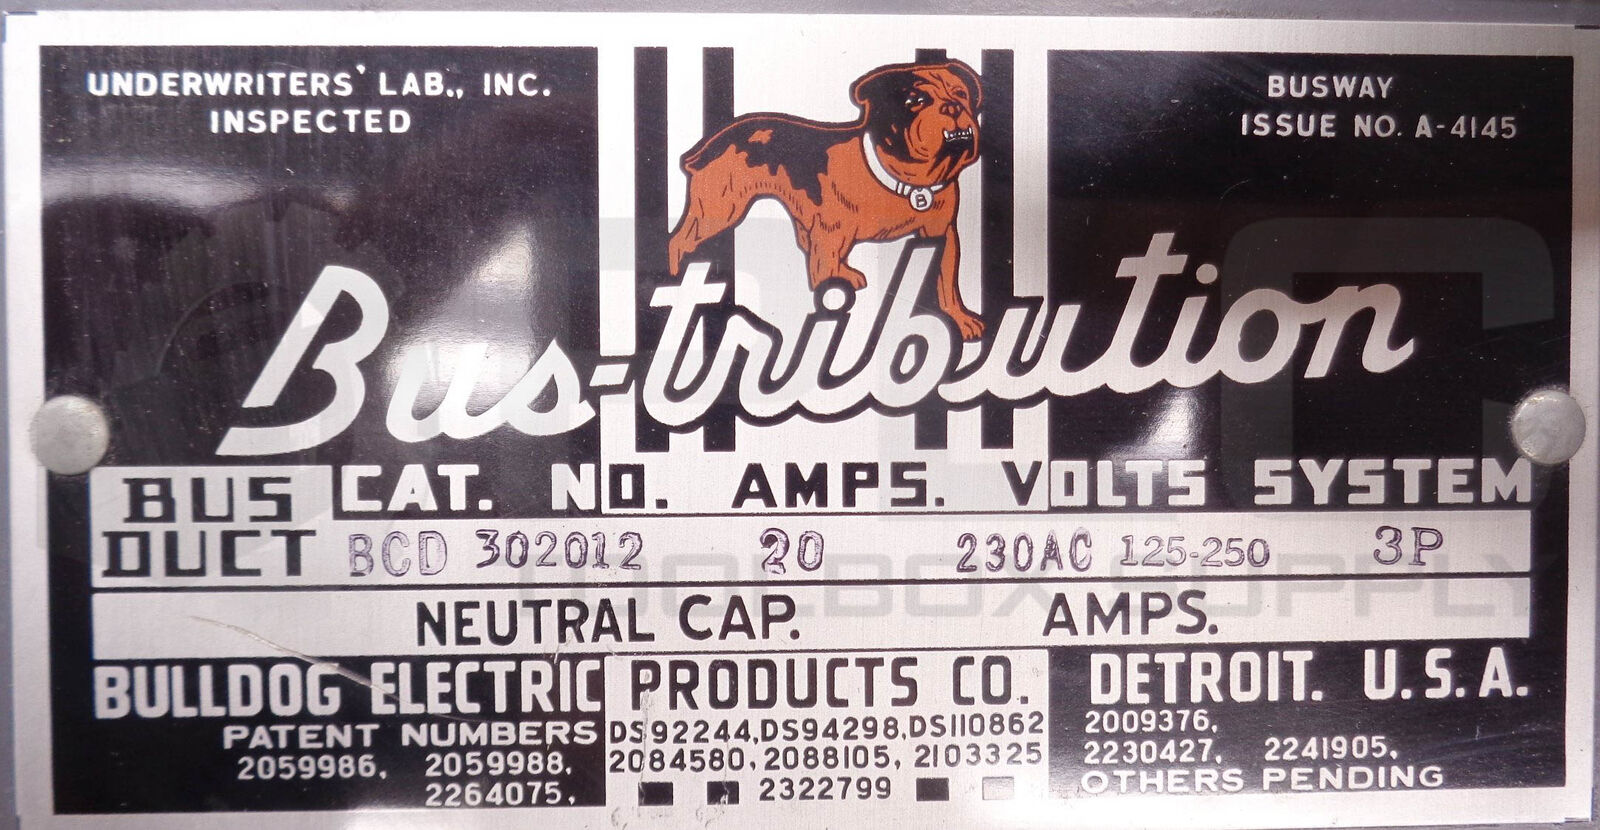 UNDERWRITERS' LAB., INC.
INSPECTED
BUSWAY
ISSUE NO. A-4145
B
Bus-tribution
BUS DUCT
CAT. NO. AMPS. VOLTS SYSTEM
BCD 302012 20 230AC 125-250 3P
NEUTRAL CAP. AMPS.
BULLDOG ELECTRIC PRODUCTS CO. DETROIT. U.S.A.
PATENT NUMBERS DS92244, DS94298, DS110862 2009376,
2059986, 2059988, 2084580, 2088105, 2103325 2230427, 2241905,
2264075, 2322799 OTHERS PENDING
TOOLBOX SUPPLY